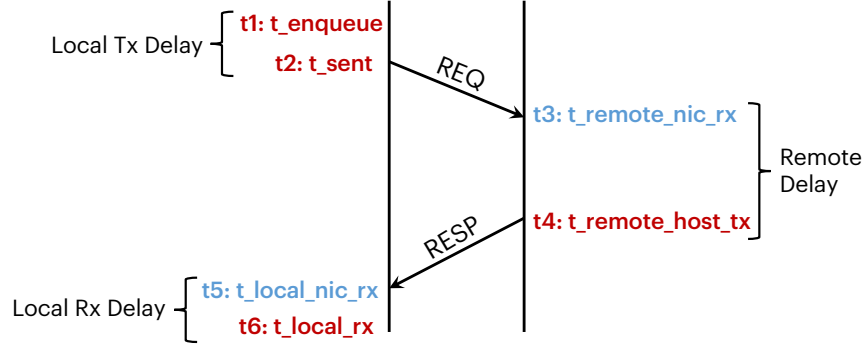 t1: t_enqueue
Local Tx Delay
t2: t_sent
REQ
t3: t_remote_nic_rx
Remote
Delay
t4: t_remote_host_tx
RESP
t5: t_local_nic_rx
Local Rx Delay
t6: t_local_rx